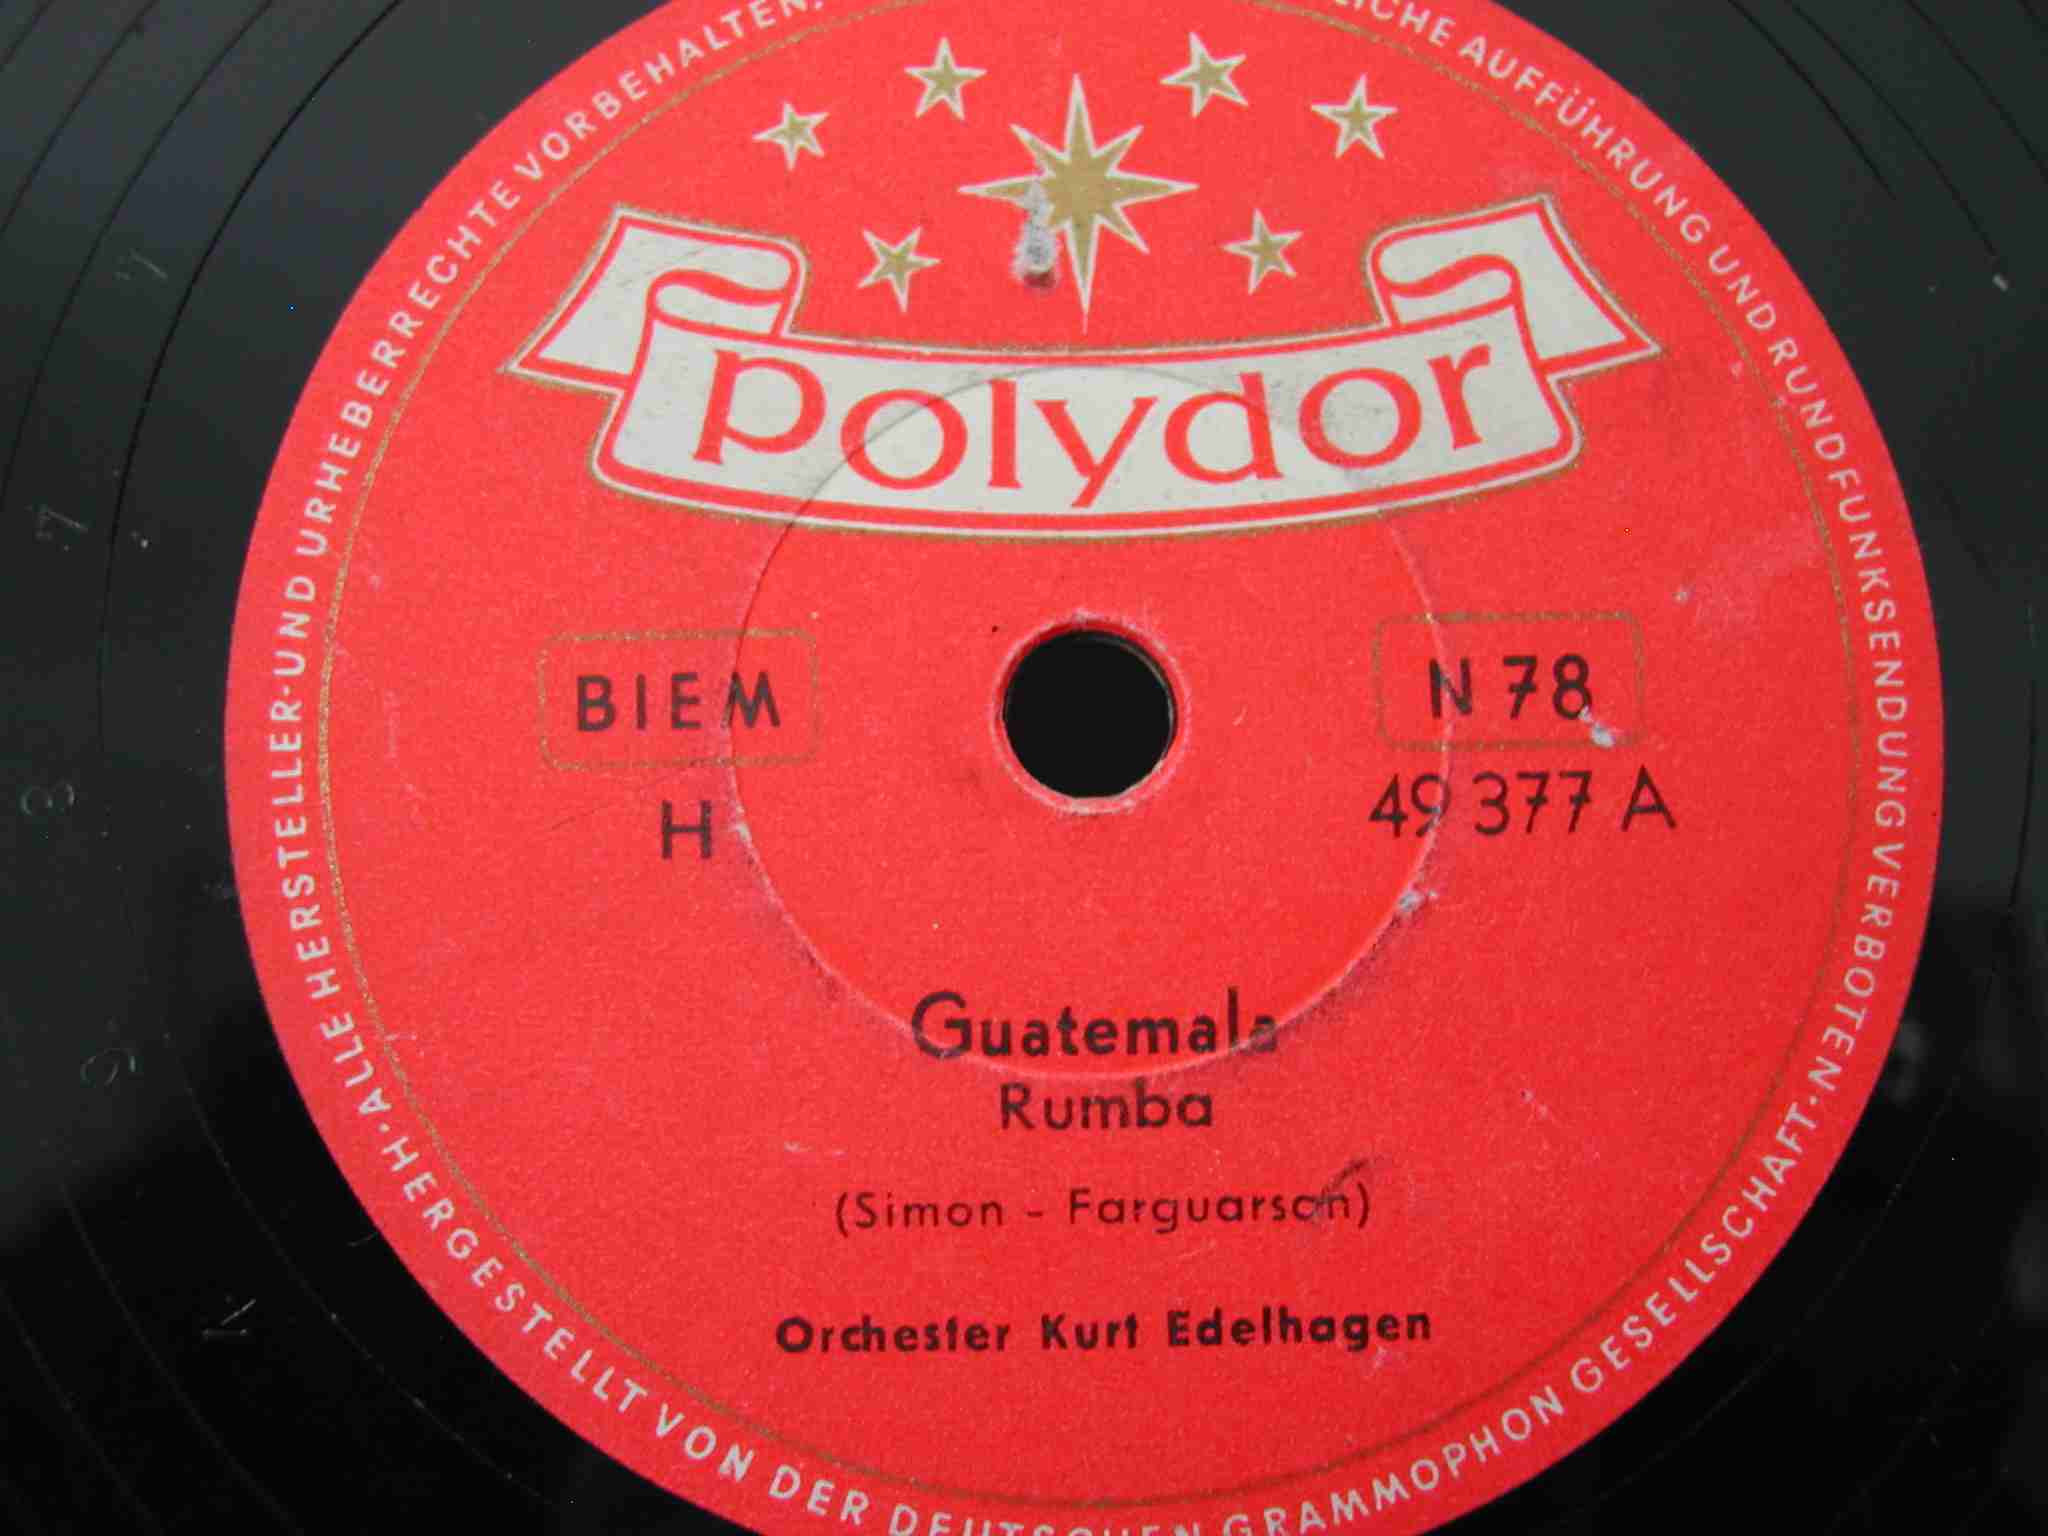 ALLE HERSTELLER- UND URHEBERRECHTE VORBEHALTEN,
AUFFÜHRUNG UND RUNDFUNKSENDUNG VERBOTEN ·
polydor
BIEM
N 78
H
49 377 A
Guatemala
Rumba
(Simon - Farguarson)
Orchester Kurt Edelhagen
· HERGESTELLT VON DER DEUTSCHEN GRAMMOPHON GESELLSCHAFT ·